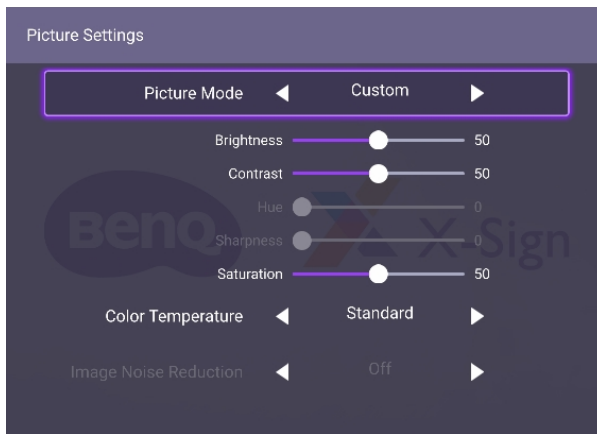 Picture Settings
Picture Mode Custom
Brightness 50
Contrast 50
Hue 0
Sharpness 0
Saturation 50
BenQ X-Sign
Color Temperature Standard
Image Noise Reduction Off